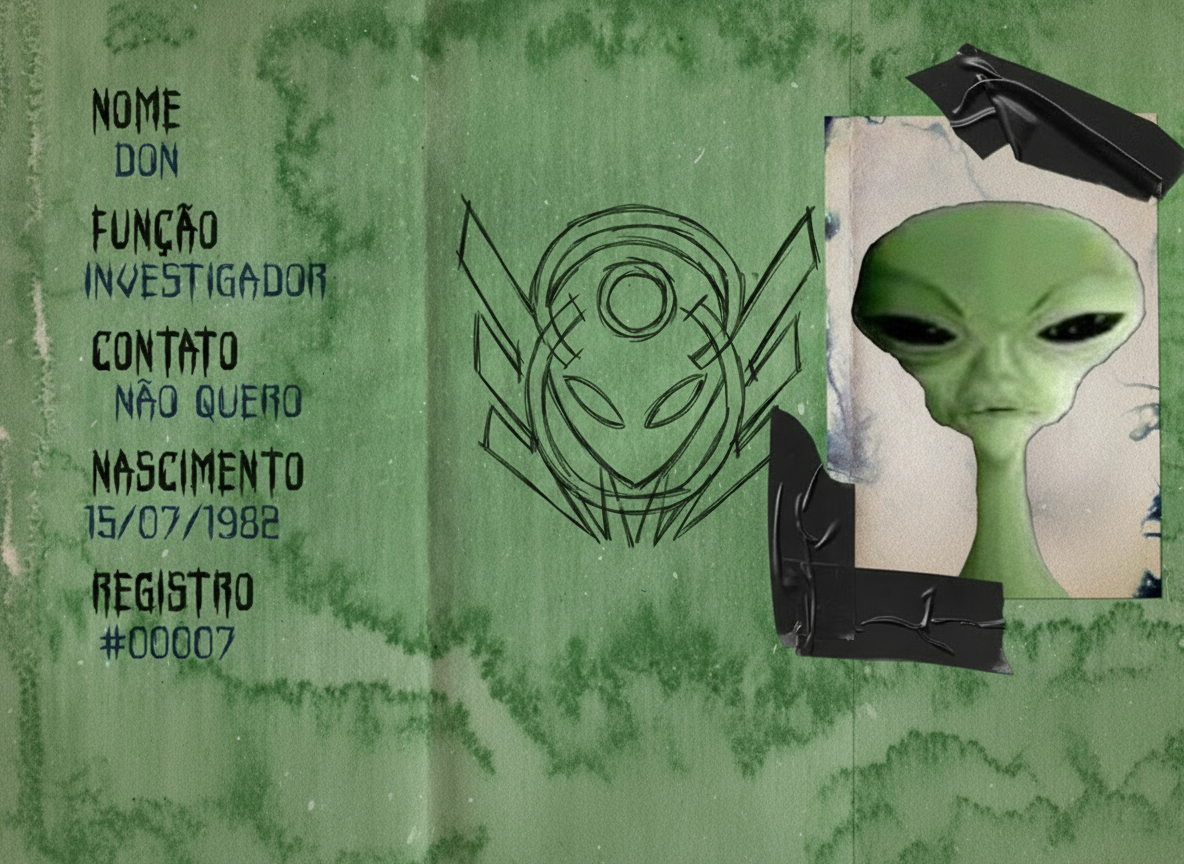 NOME
DON
FUNÇÃO
INVESTIGADOR
CONTATO
NÃO QUERO
NASCIMENTO
15/07/1982
REGISTRO
#00007